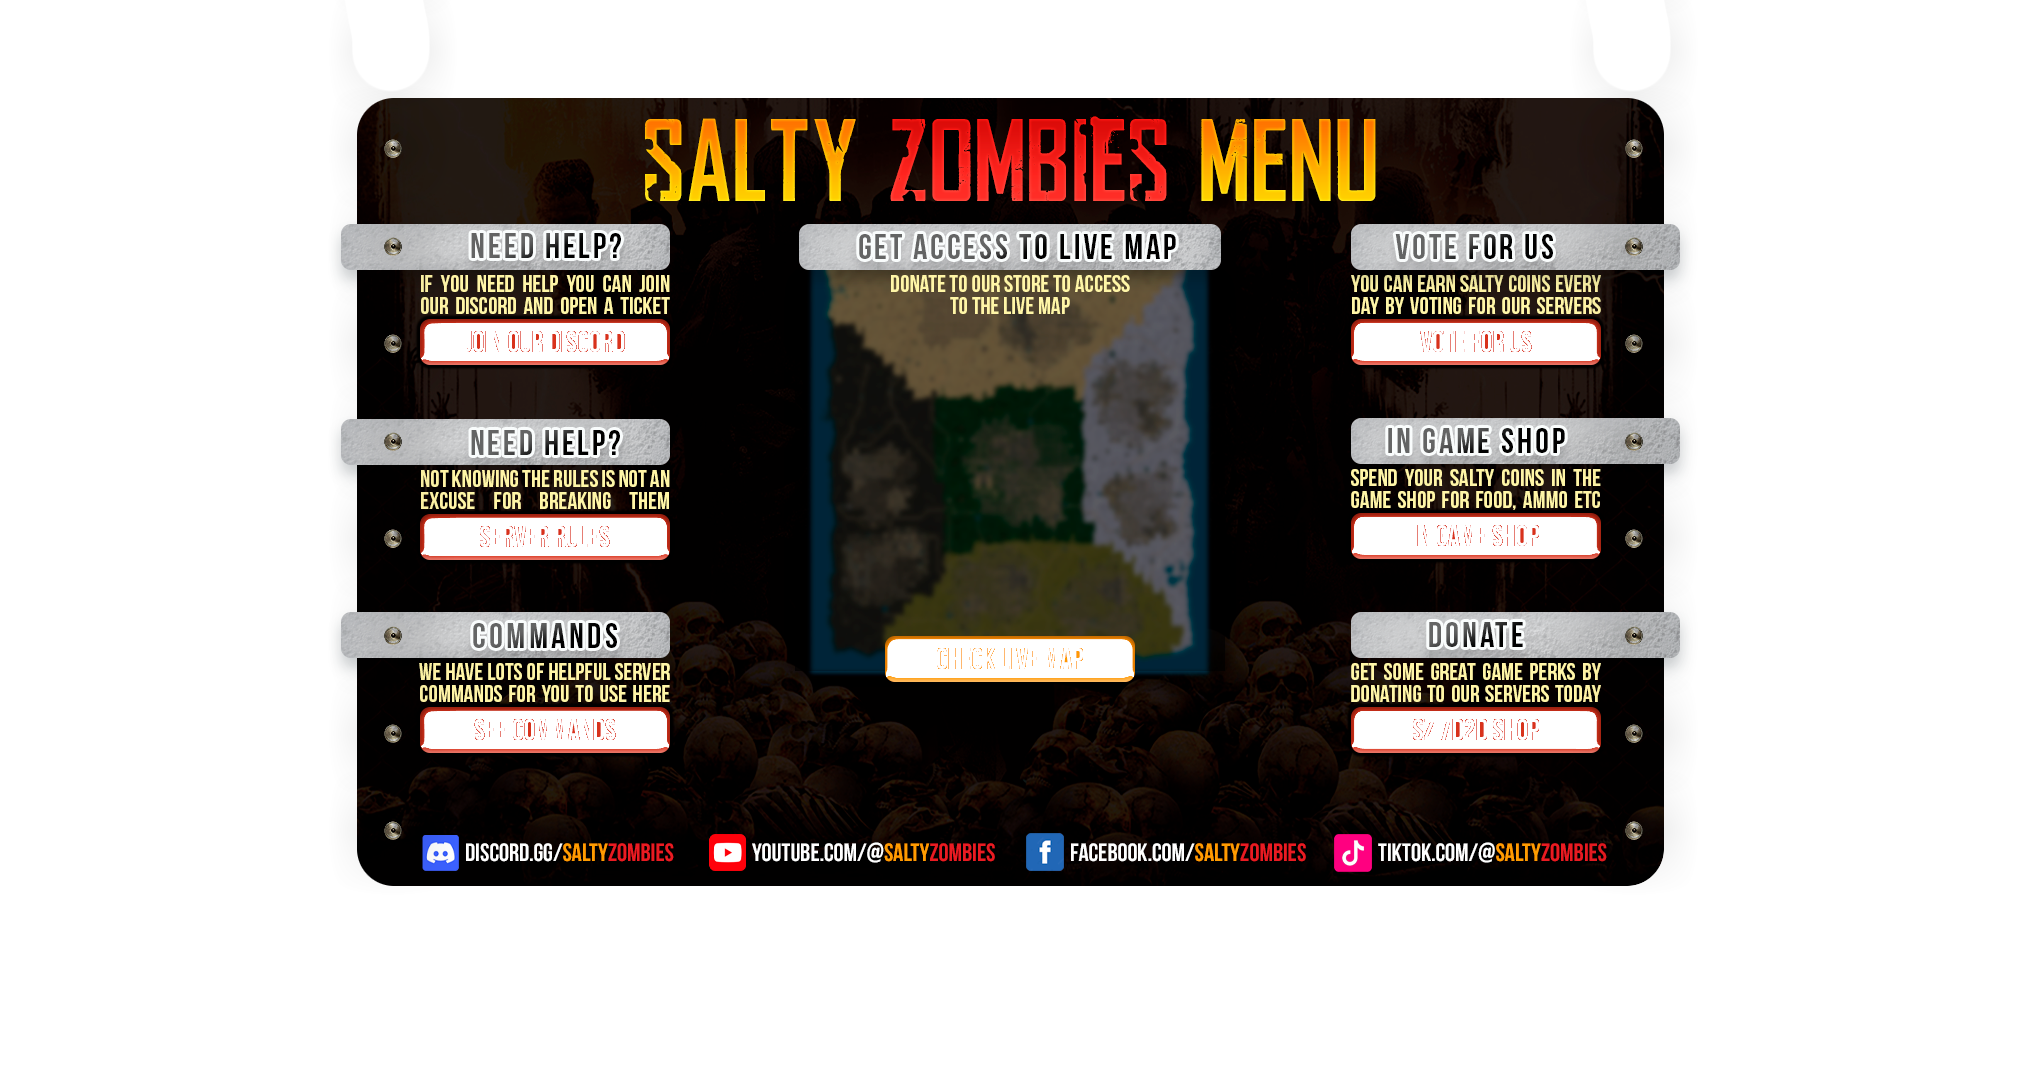 SALTY ZOMBIES MENU
NEED HELP?
IF YOU NEED HELP YOU CAN JOIN
OUR DISCORD AND OPEN A TICKET
JOIN OUR DISCORD
NEED HELP?
NOT KNOWING THE RULES IS NOT AN
EXCUSE FOR BREAKING THEM
SERVER RULES
COMMANDS
WE HAVE LOTS OF HELPFUL SERVER
COMMANDS FOR YOU TO USE HERE
SEE COMMANDS
GET ACCESS TO LIVE MAP
DONATE TO OUR STORE TO ACCESS
TO THE LIVE MAP
CHECK LIVE MAP
VOTE FOR US
YOU CAN EARN SALTY COINS EVERY
DAY BY VOTING FOR OUR SERVERS
VOTE FOR US
IN GAME SHOP
SPEND YOUR SALTY COINS IN THE
GAME SHOP FOR FOOD, AMMO ETC
IN GAME SHOP
DONATE
GET SOME GREAT GAME PERKS BY
DONATING TO OUR SERVERS TODAY
SZ 7D2D SHOP
DISCORD.GG/SALTYZOMBIES
YOUTUBE.COM/@SALTYZOMBIES
FACEBOOK.COM/SALTYZOMBIES
TIKTOK.COM/@SALTYZOMBIES